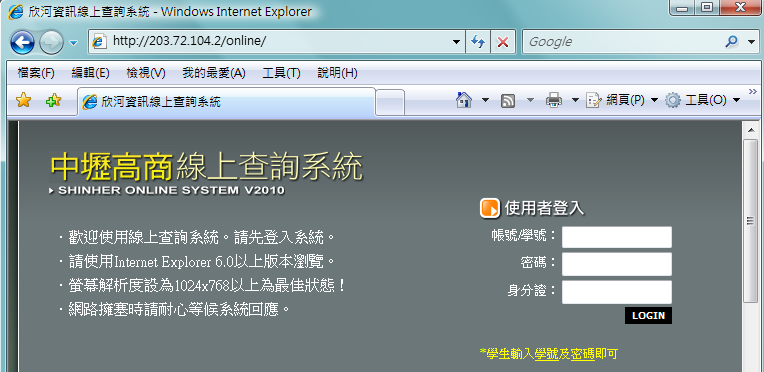 欣河資訊線上查詢系統 - Windows Internet Explorer
http://203.72.104.2/online/
Google
檔案(F) 編輯(E) 檢視(V) 我的最愛(A) 工具(T) 說明(H)
欣河資訊線上查詢系統
網頁(P) 工具(O)
中壢高商線上查詢系統
SHINHER ONLINE SYSTEM V2010
使用者登入
· 歡迎使用線上查詢系統。請先登入系統。
· 請使用Internet Explorer 6.0以上版本瀏覽。
· 螢幕解析度設為1024x768以上為最佳狀態！
· 網路擁塞時請耐心等候系統回應。
帳號/學號：
密碼：
身分證：
LOGIN
*學生輸入學號及密碼即可